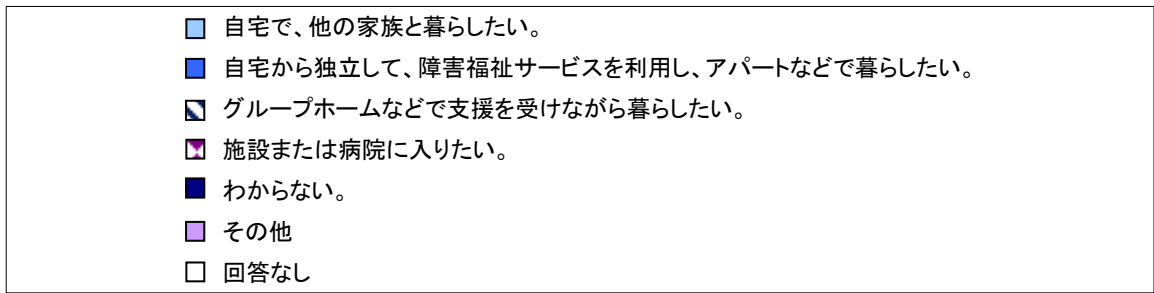 自宅で、他の家族と暮らしたい。
自宅から独立して、障害福祉サービスを利用し、アパートなどで暮らしたい。
グループホームなどで支援を受けながら暮らしたい。
施設または病院に入りたい。
わからない。
その他
回答なし